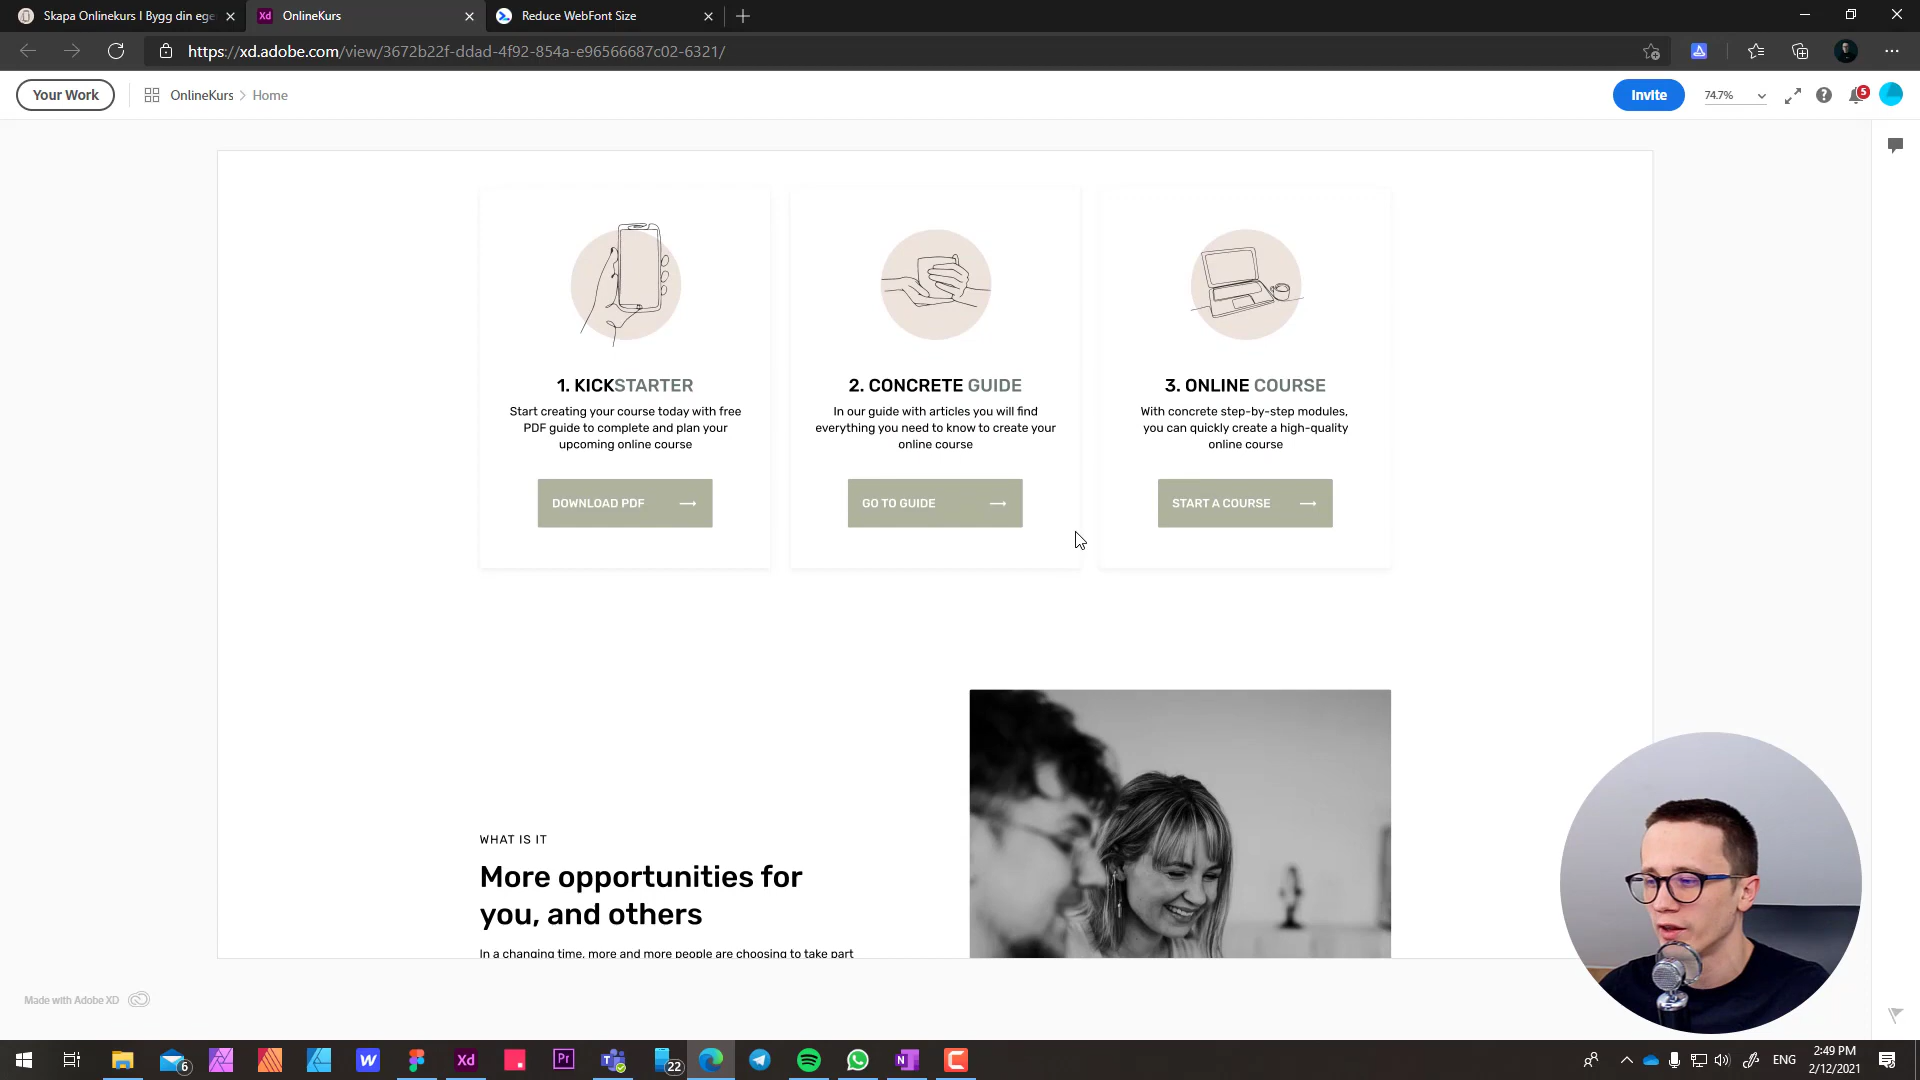 Skapa Onlinekurs I Bygg din ege
OnlineKurs
Reduce WebFont Size
https://xd.adobe.com/view/3672b22f-ddad-4f92-854a-e96566687c02-6321/
Your Work
OnlineKurs > Home
Invite
74.7%
5
1. KICKSTARTER
Start creating your course today with free
PDF guide to complete and plan your
upcoming online course
DOWNLOAD PDF
2. CONCRETE GUIDE
In our guide with articles you will find
everything you need to know to create your
online course
GO TO GUIDE
3. ONLINE COURSE
With concrete step-by-step modules,
you can quickly create a high-quality
online course
START A COURSE
WHAT IS IT
More opportunities for
you, and others
In a changing time, more and more people are choosing to take part
Made with Adobe XD
6
W
Xd
Pr
22
ENG
2:49 PM
2/12/2021